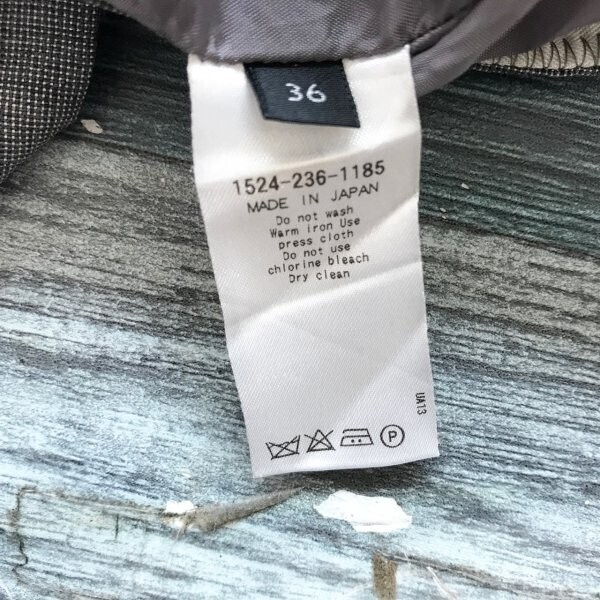 36
1524-236-1185
MADE IN JAPAN
Do not wash
Warm iron Use
press cloth
Do not use
chlorine bleach
Dry clean
UA13
P